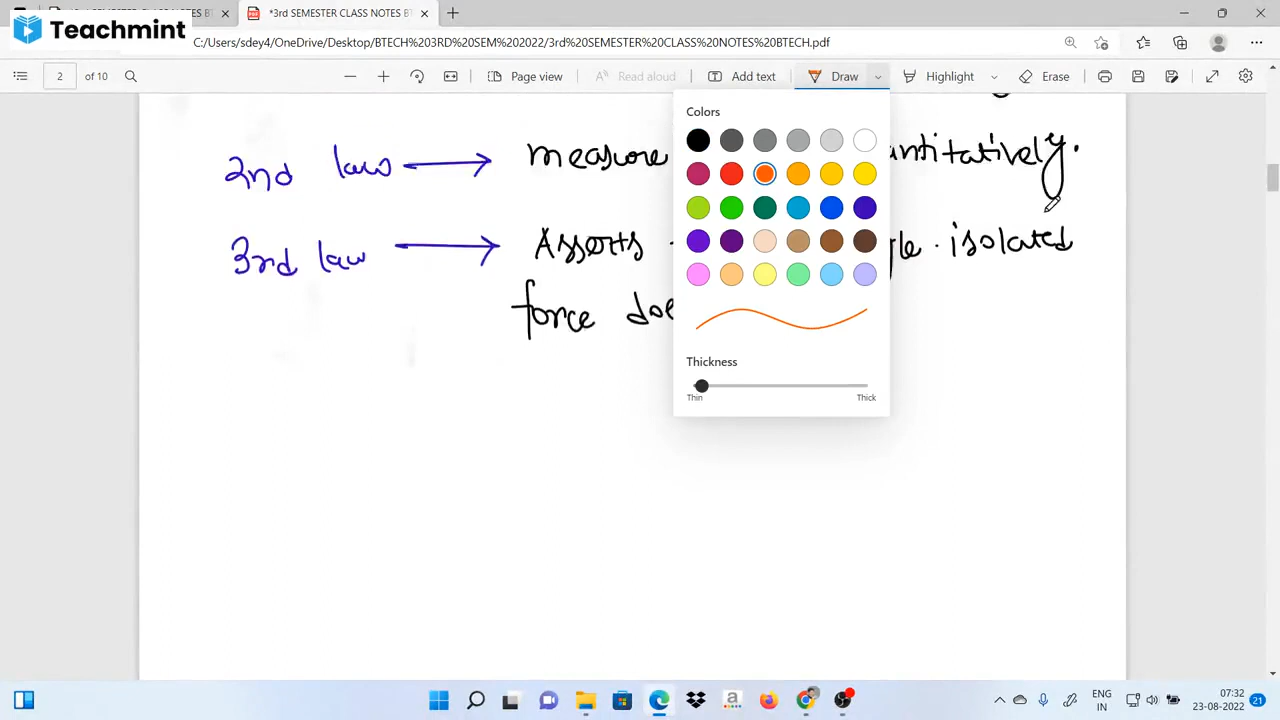 Teachmint
*3rd SEMESTER CLASS NOTES BT
C:/Users/sdey4/OneDrive/Desktop/BTECH%203RD%20SEM%202022/3rd%20SEMESTER%20CLASS%20NOTES%20BTECH.pdf
2 of 10
Page view
Read aloud
Add text
Draw
Highlight
Erase
Colors
2nd law → measure
antitatively.
3rd law → Asserts
isolated
force
Thickness
Thin Thick
ENG
IN
07:32
23-08-2022
21